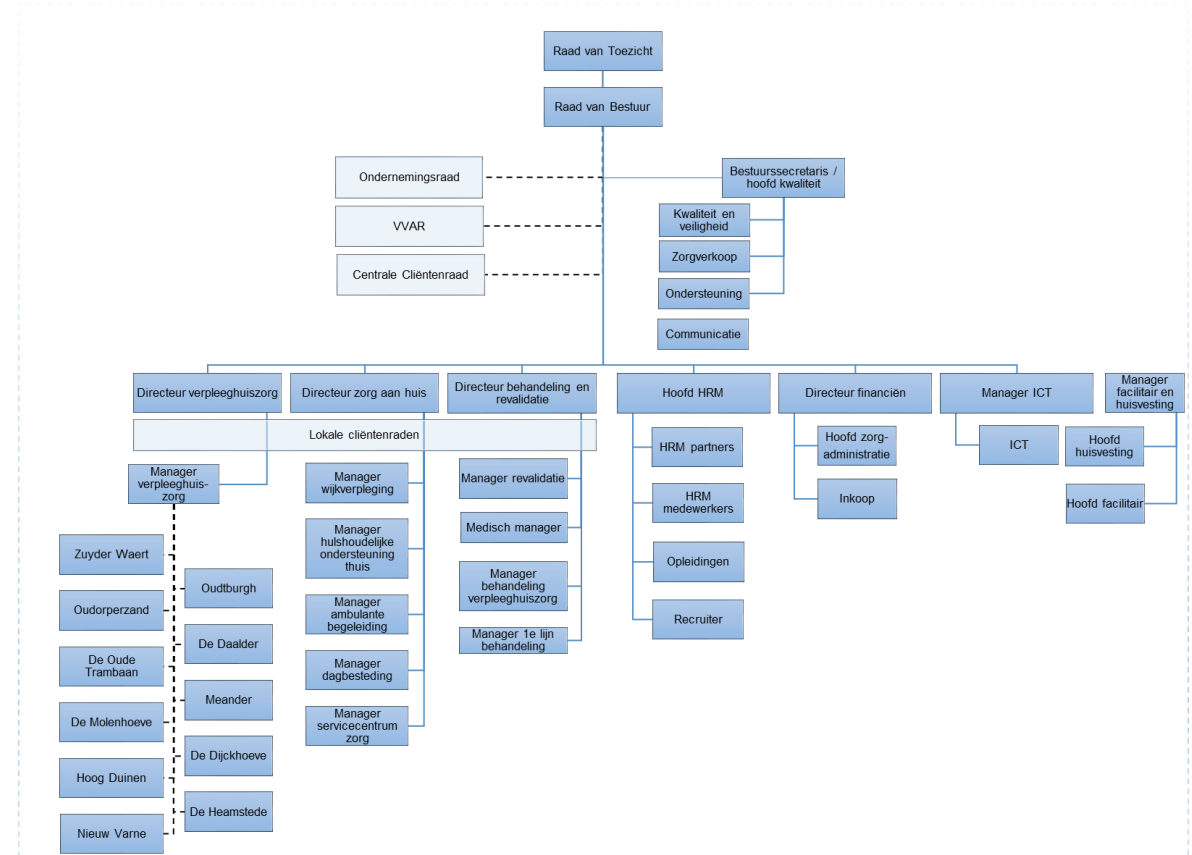 Raad van Toezicht
Raad van Bestuur
Ondernemingsraad
VVAR
Centrale Cliëntenraad
Bestuurssecretaris /
hoofd kwaliteit
Kwaliteit en
veiligheid
Zorgverkoop
Ondersteuning
Communicatie
Directeur verpleeghuiszorg
Directeur zorg aan huis
Directeur behandeling en
revalidatie
Hoofd HRM
Directeur financiën
Manager ICT
Manager
facilitair en
huisvesting
Lokale cliëntenraden
Manager
verpleeghuis-
zorg
Zuyder Waert
Oudtburgh
Oudorperzand
De Daalder
De Oude
Trambaan
Meander
De Molenhoeve
De Dijckhoeve
Hoog Duinen
De Heamstede
Nieuw Varne
Manager
wijkverpleging
Manager
hulshoudelijke
ondersteuning
thuis
Manager
ambulante
begeleiding
Manager
dagbesteding
Manager
servicecentrum
zorg
Manager revalidatie
Medisch manager
Manager
behandeling
verpleeghuiszorg
Manager 1e lijn
behandeling
HRM partners
HRM
medewerkers
Opleidingen
Recruiter
Hoofd zorg-
administratie
Inkoop
ICT
Hoofd
huisvesting
Hoofd facilitair